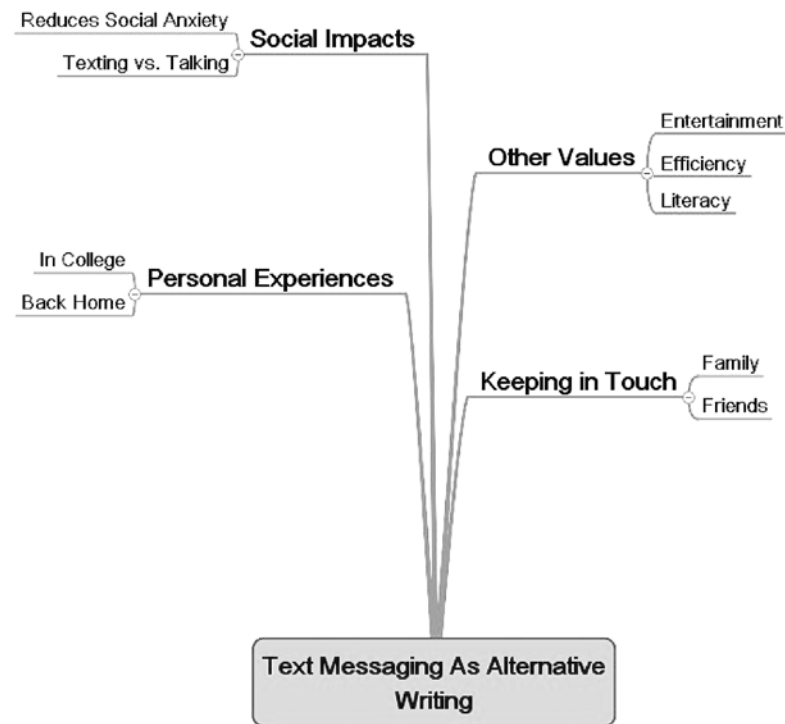 Reduces Social Anxiety
Texting vs. Talking
Social Impacts
Other Values
Entertainment
Efficiency
Literacy
In College
Back Home
Personal Experiences
Keeping in Touch
Family
Friends
Text Messaging As Alternative
Writing